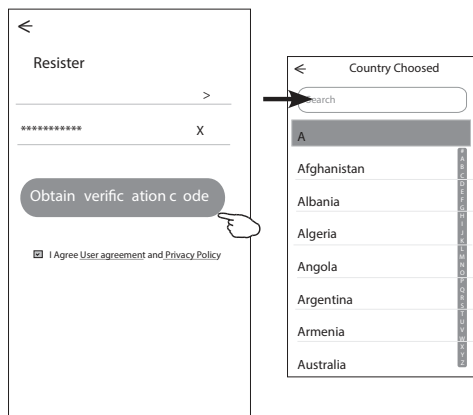 Resister
>
*********** X
Obtain verific ation c ode
I Agree User agreement and Privacy Policy
Country Choosed
Search
A
Afghanistan
Albania
Algeria
Angola
Argentina
Armenia
Australia
#
A
B
C
D
E
F
G
H
I
J
K
L
M
N
O
P
Q
R
S
T
U
V
W
X
Y
Z